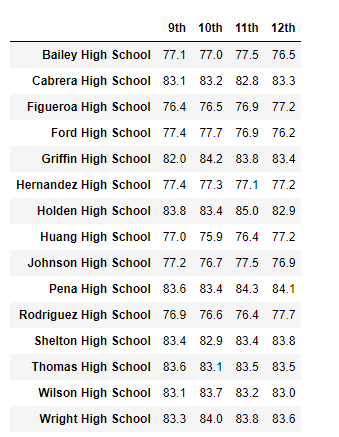 9th 10th 11th 12th
Bailey High School 77.1 77.0 77.5 76.5
Cabrera High School 83.1 83.2 82.8 83.3
Figueroa High School 76.4 76.5 76.9 77.2
Ford High School 77.4 77.7 76.9 76.2
Griffin High School 82.0 84.2 83.8 83.4
Hernandez High School 77.4 77.3 77.1 77.2
Holden High School 83.8 83.4 85.0 82.9
Huang High School 77.0 75.9 76.4 77.2
Johnson High School 77.2 76.7 77.5 76.9
Pena High School 83.6 83.4 84.3 84.1
Rodriguez High School 76.9 76.6 76.4 77.7
Shelton High School 83.4 82.9 83.4 83.8
Thomas High School 83.6 83.1 83.5 83.5
Wilson High School 83.1 83.7 83.2 83.0
Wright High School 83.3 84.0 83.8 83.6